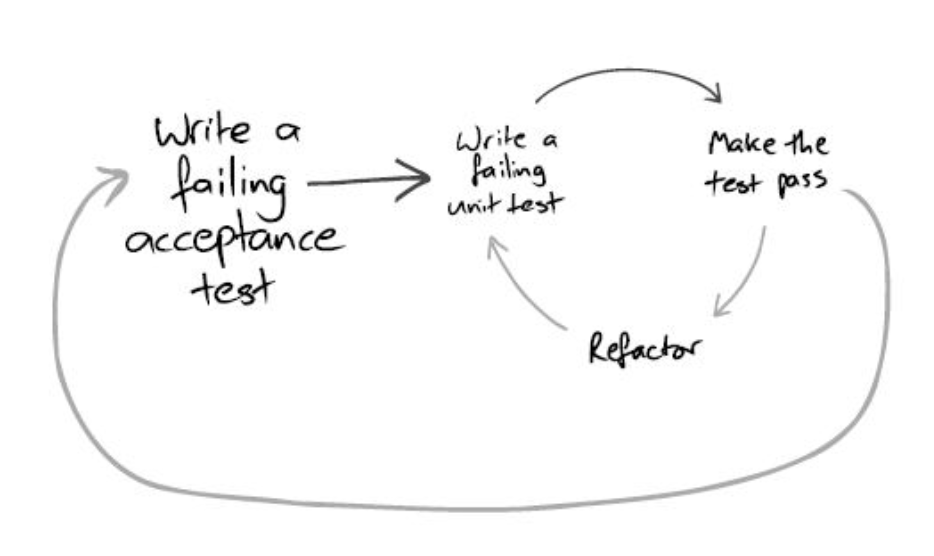 Write a
failing
acceptance
test
Write a
failing
unit test
Make the
test pass
Refactor